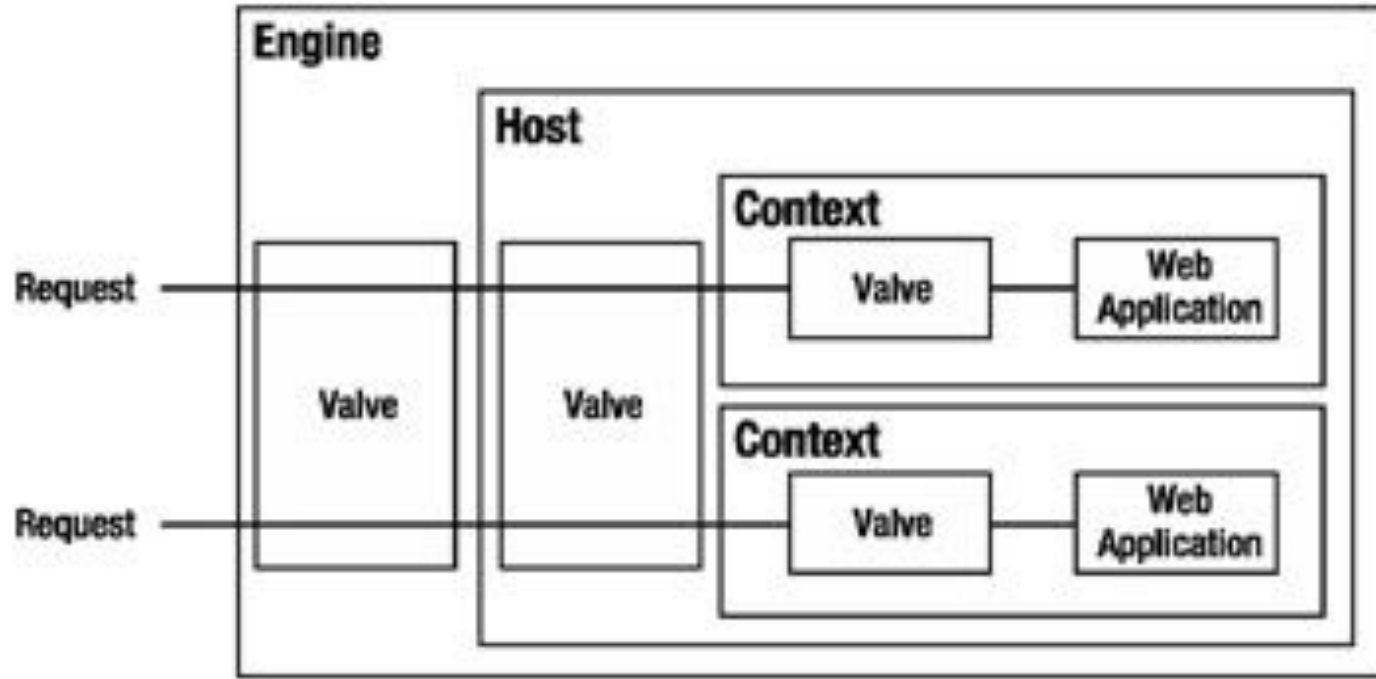 Engine
Host
Context
Request
Valve
Web
Application
Valve
Valve
Context
Request
Valve
Web
Application